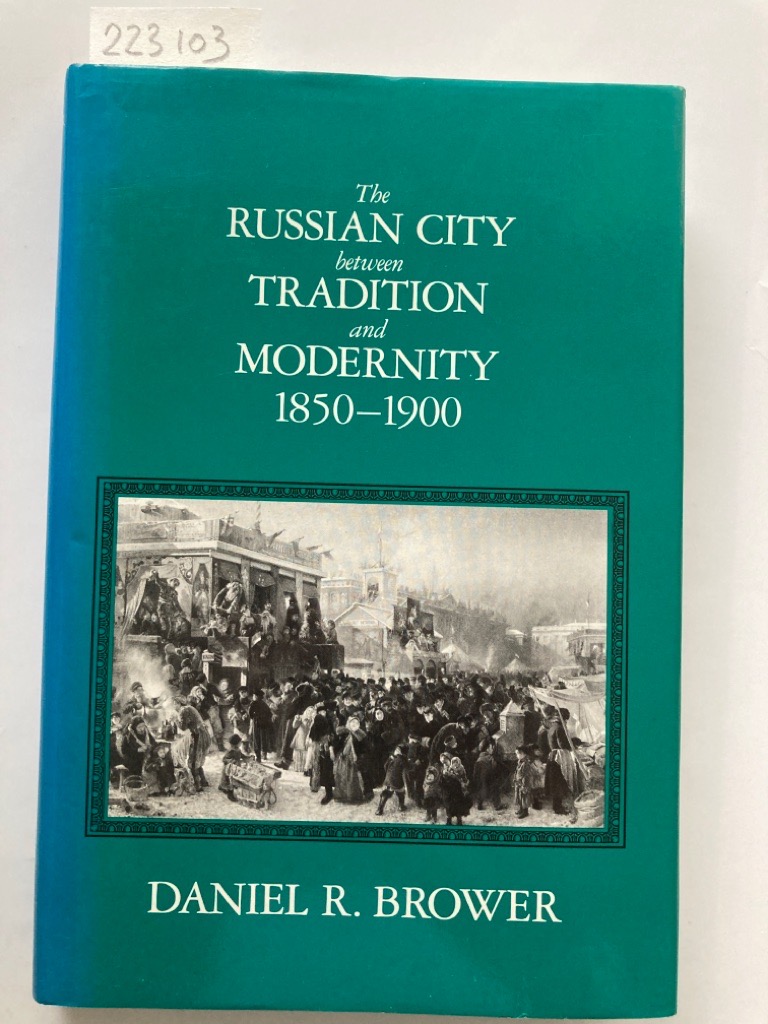 223103
The
RUSSIAN CITY
between
TRADITION
and
MODERNITY
1850–1900
DANIEL R. BROWER